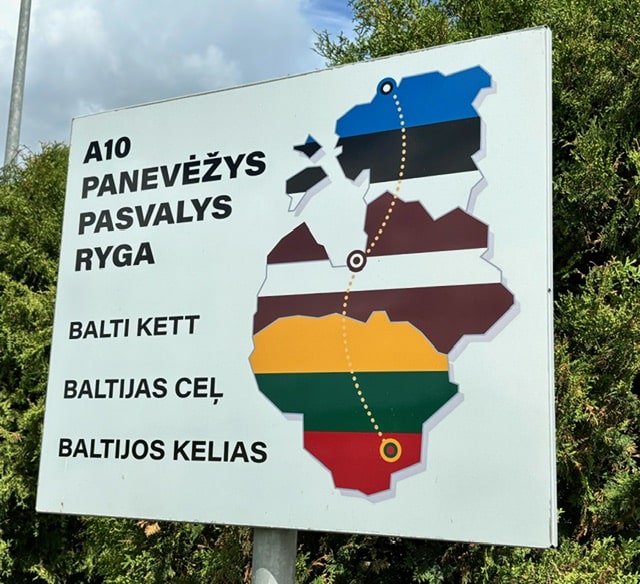 A10
PANEVĖŽYS
PASVALYS
RYGA
BALTI KETT
BALTIJAS CEĻ
BALTIJOS KELIAS